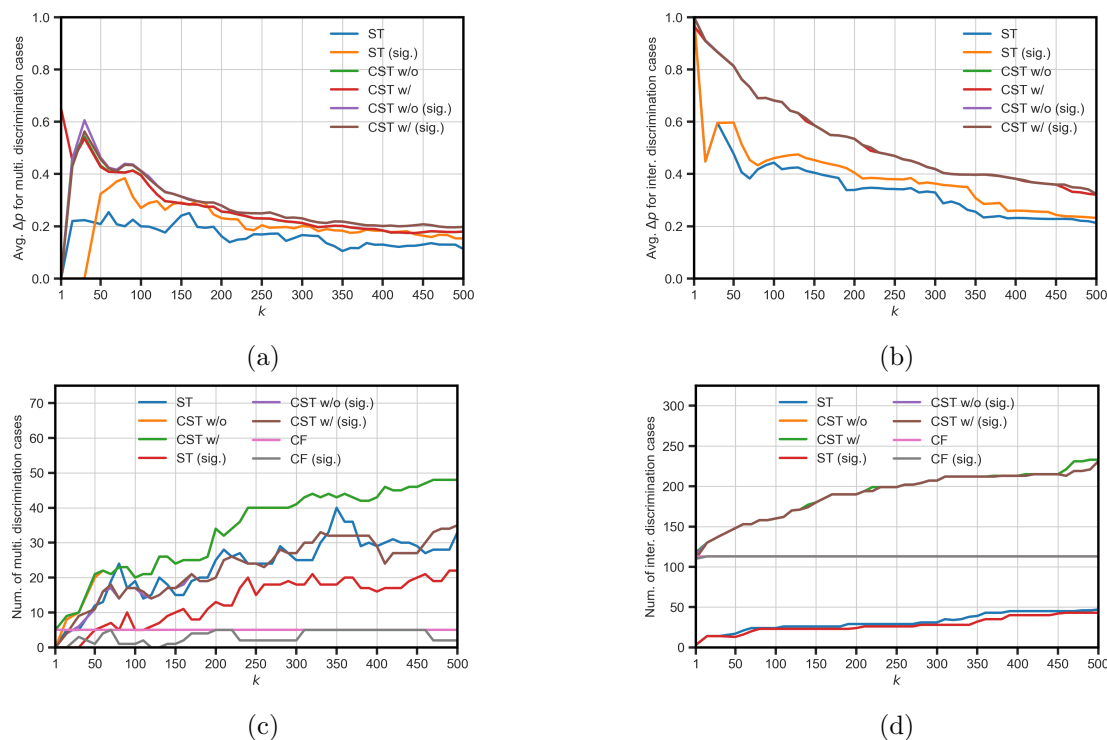 Avg. Δp for multi. discrimination cases
1.0
0.8
0.6
0.4
0.2
0.0
ST
ST (sig.)
CST w/o
CST w/
CST w/o (sig.)
CST w/ (sig.)
1 50 100 150 200 250 300 350 400 450 500
k
(a)
Avg. Δp for inter. discrimination cases
1.0
0.8
0.6
0.4
0.2
0.0
ST
ST (sig.)
CST w/o
CST w/
CST w/o (sig.)
CST w/ (sig.)
1 50 100 150 200 250 300 350 400 450 500
k
(b)
Num. of multi. discrimination cases
70
60
50
40
30
20
10
0
ST CST w/o (sig.)
CST w/o CST w/ (sig.)
CST w/ CF
ST (sig.) CF (sig.)
1 50 100 150 200 250 300 350 400 450 500
k
(c)
Num. of inter. discrimination cases
300
250
200
150
100
50
0
ST CST w/o (sig.)
CST w/o CST w/ (sig.)
CST w/ CF
ST (sig.) CF (sig.)
1 50 100 150 200 250 300 350 400 450 500
k
(d)